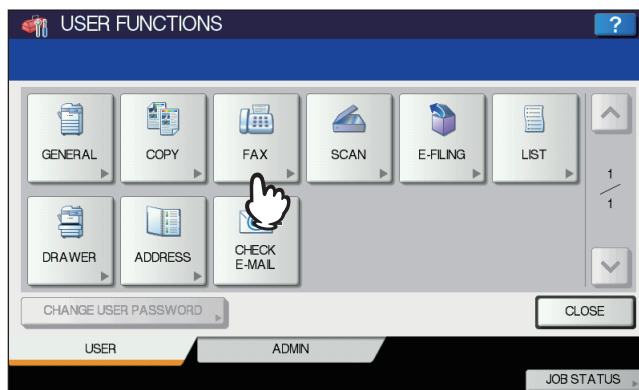 USER FUNCTIONS
?
GENERAL
COPY
FAX
SCAN
E-FILING
LIST
1
1
DRAWER
ADDRESS
CHECK
E-MAIL
CHANGE USER PASSWORD
CLOSE
USER
ADMIN
JOB STATUS